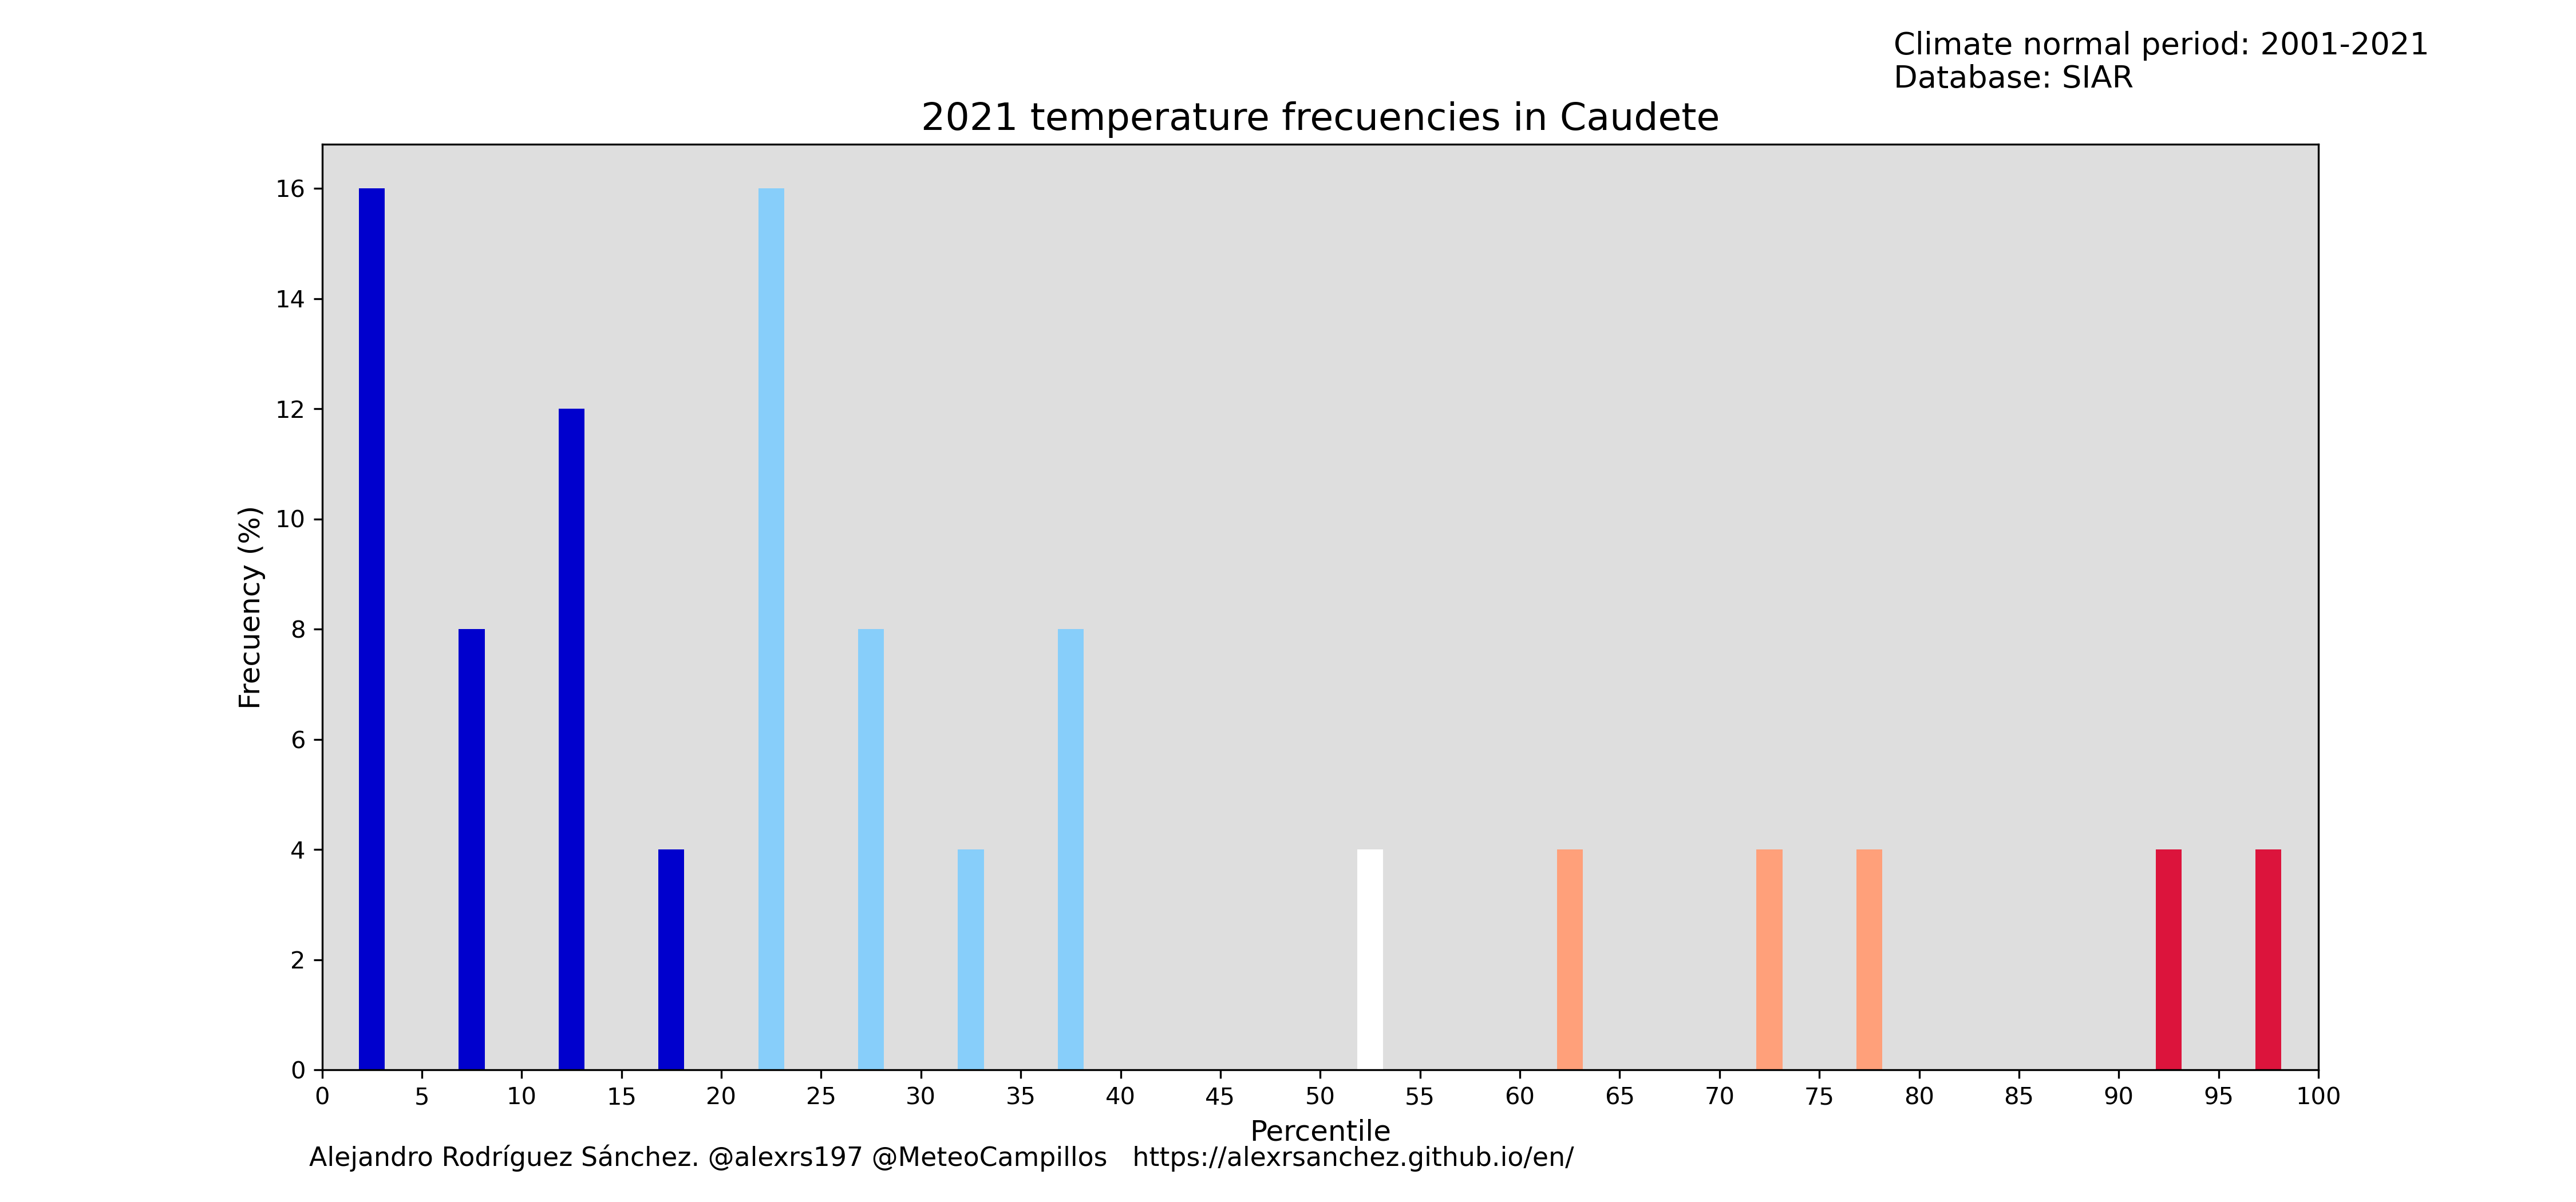 Climate normal period: 2001-2021
Database: SIAR
2021 temperature frecuencies in Caudete
Frecuency (%)
16
14
12
10
8
6
4
2
0
0 5 10 15 20 25 30 35 40 45 50 55 60 65 70 75 80 85 90 95 100
Percentile
Alejandro Rodríguez Sánchez. @alexrs197 @MeteoCampillos https://alexrsanchez.github.io/en/